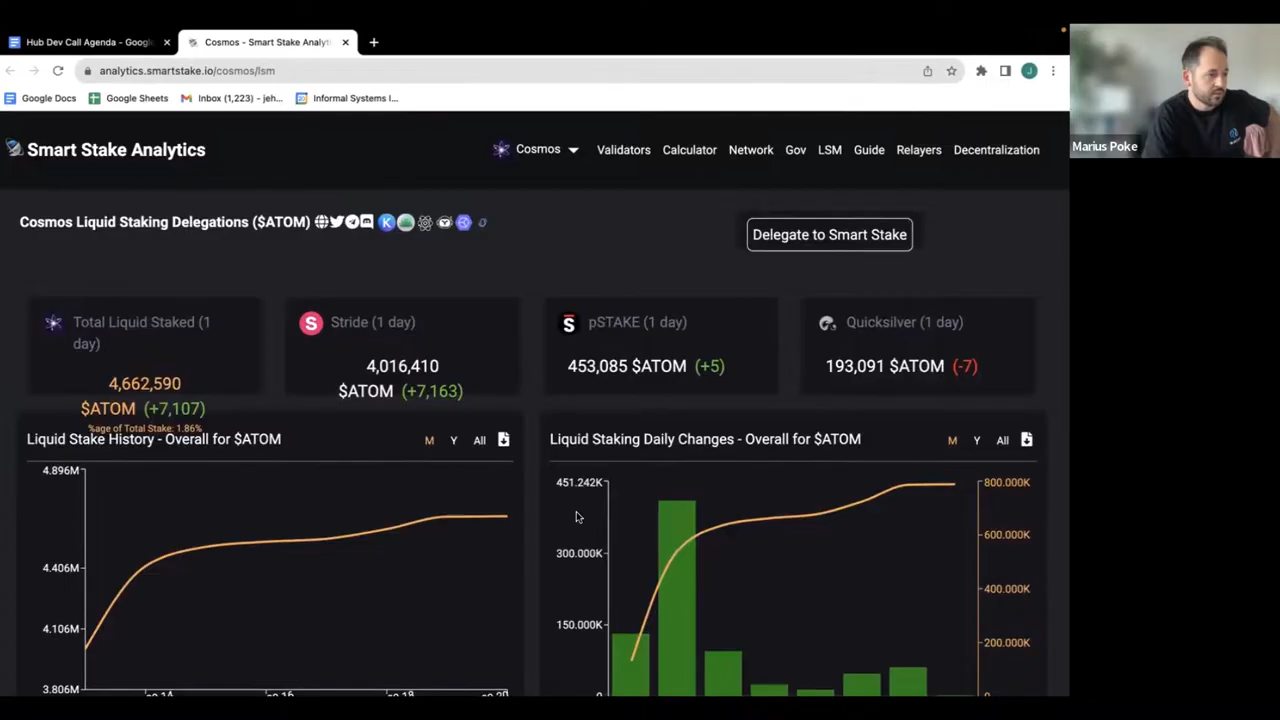 Hub Dev Call Agenda - Goog
Cosmos - Smart Stake Analyt
analytics.smartstake.io/cosmos/lsm
J
Google Docs
Google Sheets
Inbox (1,223) - jeh...
Informal Systems I...
Marius Poke
Smart Stake Analytics
Cosmos
Validators
Calculator
Network
Gov
LSM
Guide
Relayers
Decentralization
Cosmos Liquid Staking Delegations ($ATOM)
Delegate to Smart Stake
Total Liquid Staked (1
day)
4,662,590
$ATOM (+7,107)
%age of Total Stake: 1.86%
Stride (1 day)
4,016,410
$ATOM (+7,163)
pSTAKE (1 day)
453,085 $ATOM (+5)
Quicksilver (1 day)
193,091 $ATOM (-7)
Liquid Stake History - Overall for $ATOM
M Y All
4.896M
4.406M
4.106M
3.806M
Liquid Staking Daily Changes - Overall for $ATOM
M Y All
451.242K
300.000K
150.000K
0
800.000K
600.000K
400.000K
200.000K
0